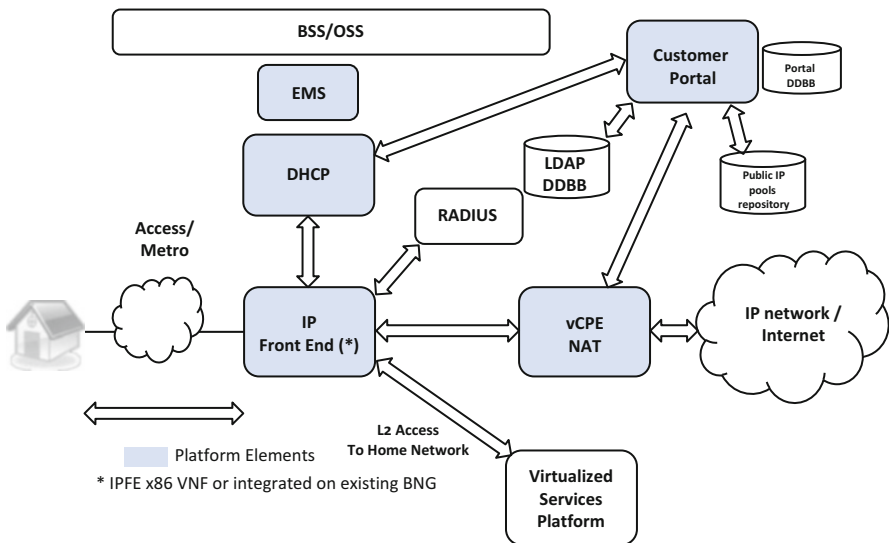 BSS/OSS
EMS
Customer
Portal
Portal
DDBB
DHCP
LDAP
DDBB
Public IP
pools
repository
RADIUS
Access/
Metro
IP
Front End (*)
vCPE
NAT
IP network /
Internet
L2 Access
To Home Network
Platform Elements
* IPFE x86 VNF or integrated on existing BNG
Virtualized
Services
Platform